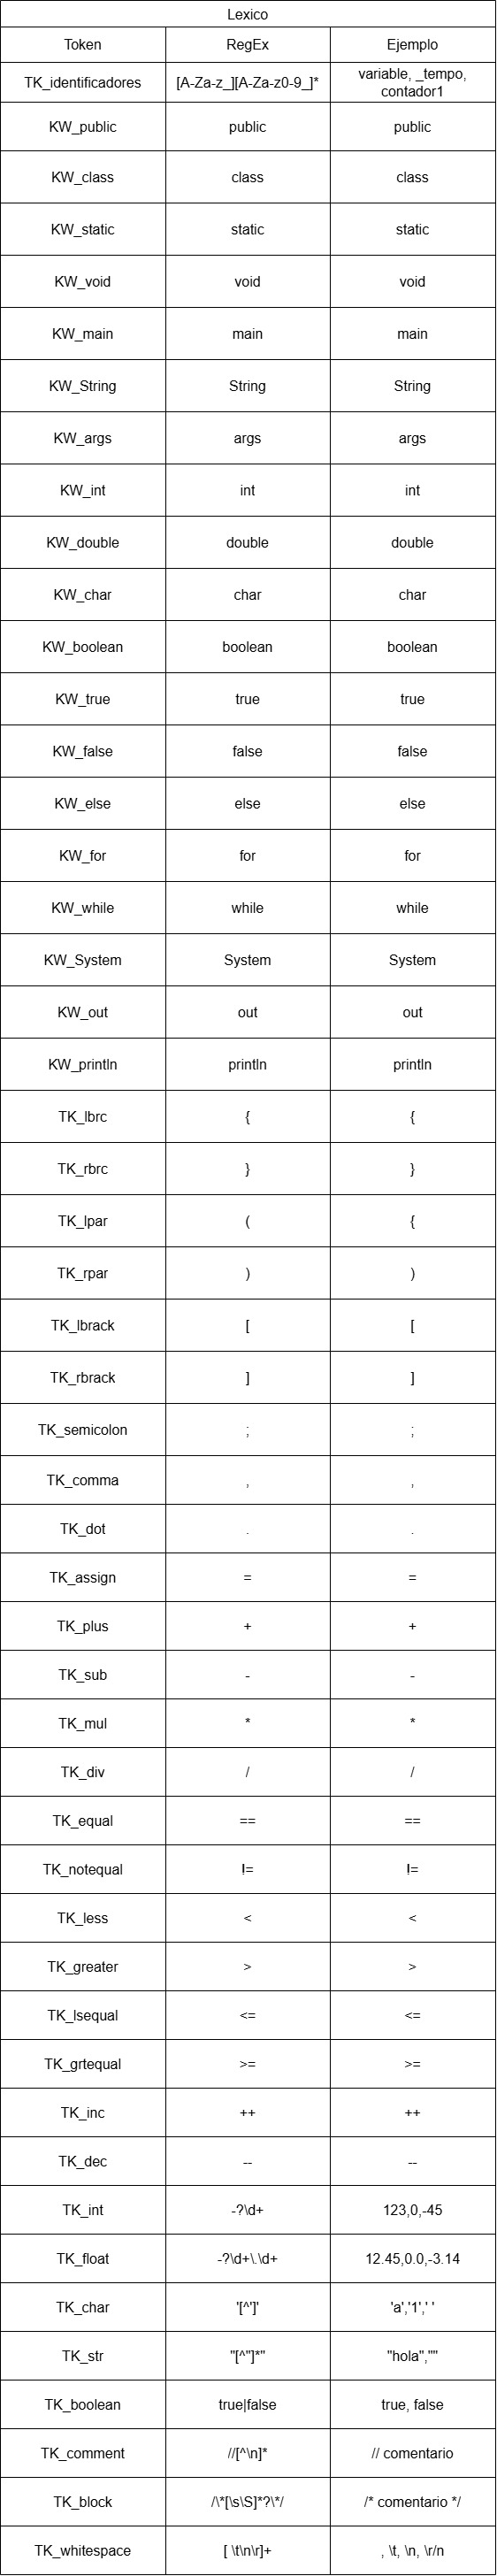 Lexico
Token RegEx Ejemplo
TK_identificadores [A-Za-z_][A-Za-z0-9_]* variable, _tempo,
contador1
KW_public public public
KW_class class class
KW_static static static
KW_void void void
KW_main main main
KW_String String String
KW_args args args
KW_int int int
KW_double double double
KW_char char char
KW_boolean boolean boolean
KW_true true true
KW_false false false
KW_else else else
KW_for for for
KW_while while while
KW_System System System
KW_out out out
KW_println println println
TK_lbrc { {
TK_rbrc } }
TK_lpar ( {
TK_rpar ) )
TK_lbrack [ [
TK_rbrack ] ]
TK_semicolon ; ;
TK_comma , ,
TK_dot . .
TK_assign = =
TK_plus + +
TK_sub - -
TK_mul * *
TK_div / /
TK_equal == ==
TK_notequal != !=
TK_less < <
TK_greater > >
TK_lsequal <= <=
TK_grtequal >= >=
TK_inc ++ ++
TK_dec -- --
TK_int -?\d+ 123,0,-45
TK_float -?\d+\.\d+ 12.45,0.0,-3.14
TK_char '[^']' 'a','1',' '
TK_str "[^"]*" "hola",""
TK_boolean true|false true, false
TK_comment //[^\n]* // comentario
TK_block /\*[\s\S]*?\*/ /* comentario */
TK_whitespace [ \t\n\r]+ , \t, \n, \r/n